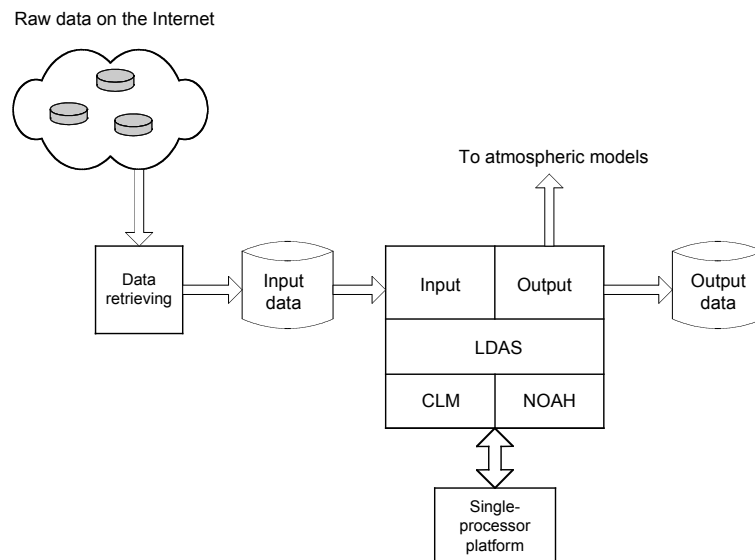 Raw data on the Internet
To atmospheric models
Data
retrieving
Input
data
Input
Output
Output
data
LDAS
CLM
NOAH
Single-
processor
platform